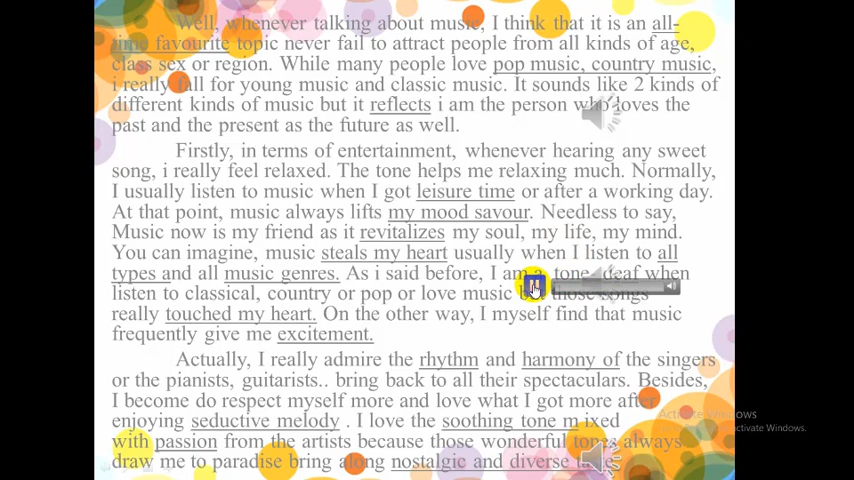 Well, whenever talking about music, I think that it is an all-
time favourite topic never fail to attract people from all kinds of age,
class sex or region. While many people love pop music, country music,
i really fall for young music and classic music. It sounds like 2 kinds of
different kinds of music but it reflects i am the person who loves the
past and the present as the future as well.
Firstly, in terms of entertainment, whenever hearing any sweet
song, i really feel relaxed. The tone helps me relaxing much. Normally,
I usually listen to music when I got leisure time or after a working day.
At that point, music always lifts my mood savour. Needless to say,
Music now is my friend as it revitalizes my soul, my life, my mind.
You can imagine, music steals my heart usually when I listen to all
types and all music genres. As i said before, I am a tone deaf when
listen to classical, country or pop or love music but those songs
really touched my heart. On the other way, I myself find that music
frequently give me excitement.
Actually, I really admire the rhythm and harmony of the singers
or the pianists, guitarists.. bring back to all their spectaculars. Besides,
I become do respect myself more and love what I got more after
enjoying seductive melody . I love the soothing tone m ixed
with passion from the artists because those wonderful tones always
draw me to paradise bring along nostalgic and diverse
Activate Windows
activate Windows.